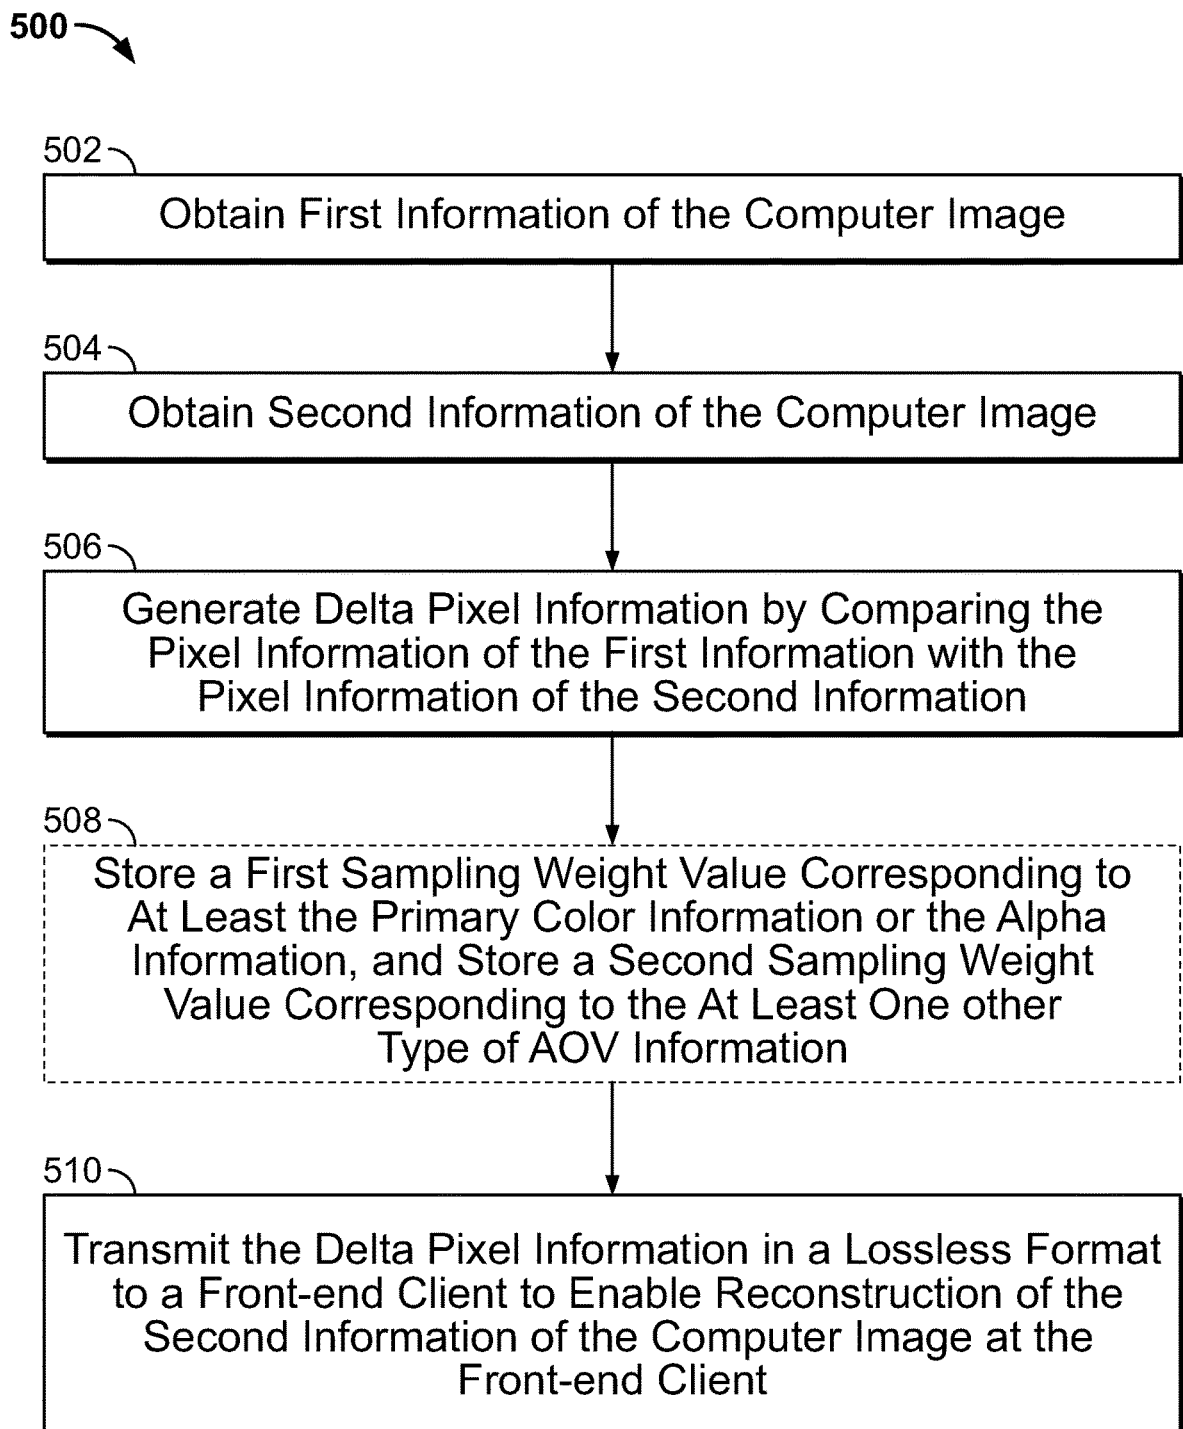 500
502
Obtain First Information of the Computer Image
504
Obtain Second Information of the Computer Image
506
Generate Delta Pixel Information by Comparing the
Pixel Information of the First Information with the
Pixel Information of the Second Information
508
Store a First Sampling Weight Value Corresponding to
At Least the Primary Color Information or the Alpha
Information, and Store a Second Sampling Weight
Value Corresponding to the At Least One other
Type of AOV Information
510
Transmit the Delta Pixel Information in a Lossless Format
to a Front-end Client to Enable Reconstruction of the
Second Information of the Computer Image at the
Front-end Client